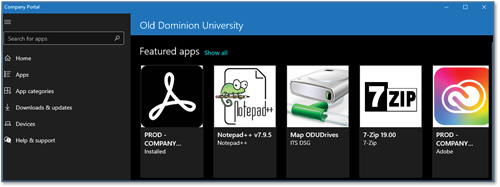 Company Portal
Old Dominion University
Search for apps
Home
Apps
App categories
Downloads & updates
Devices
Help & support
Featured apps Show all
Notepad++
7 ZIP
PROD - COMPANY... Installed
Notepad++ v7.9.5 Notepad++
Map ODUDrives ITS DSG
7-Zip 19.00 7-Zip
PROD - COMPANY... Adobe